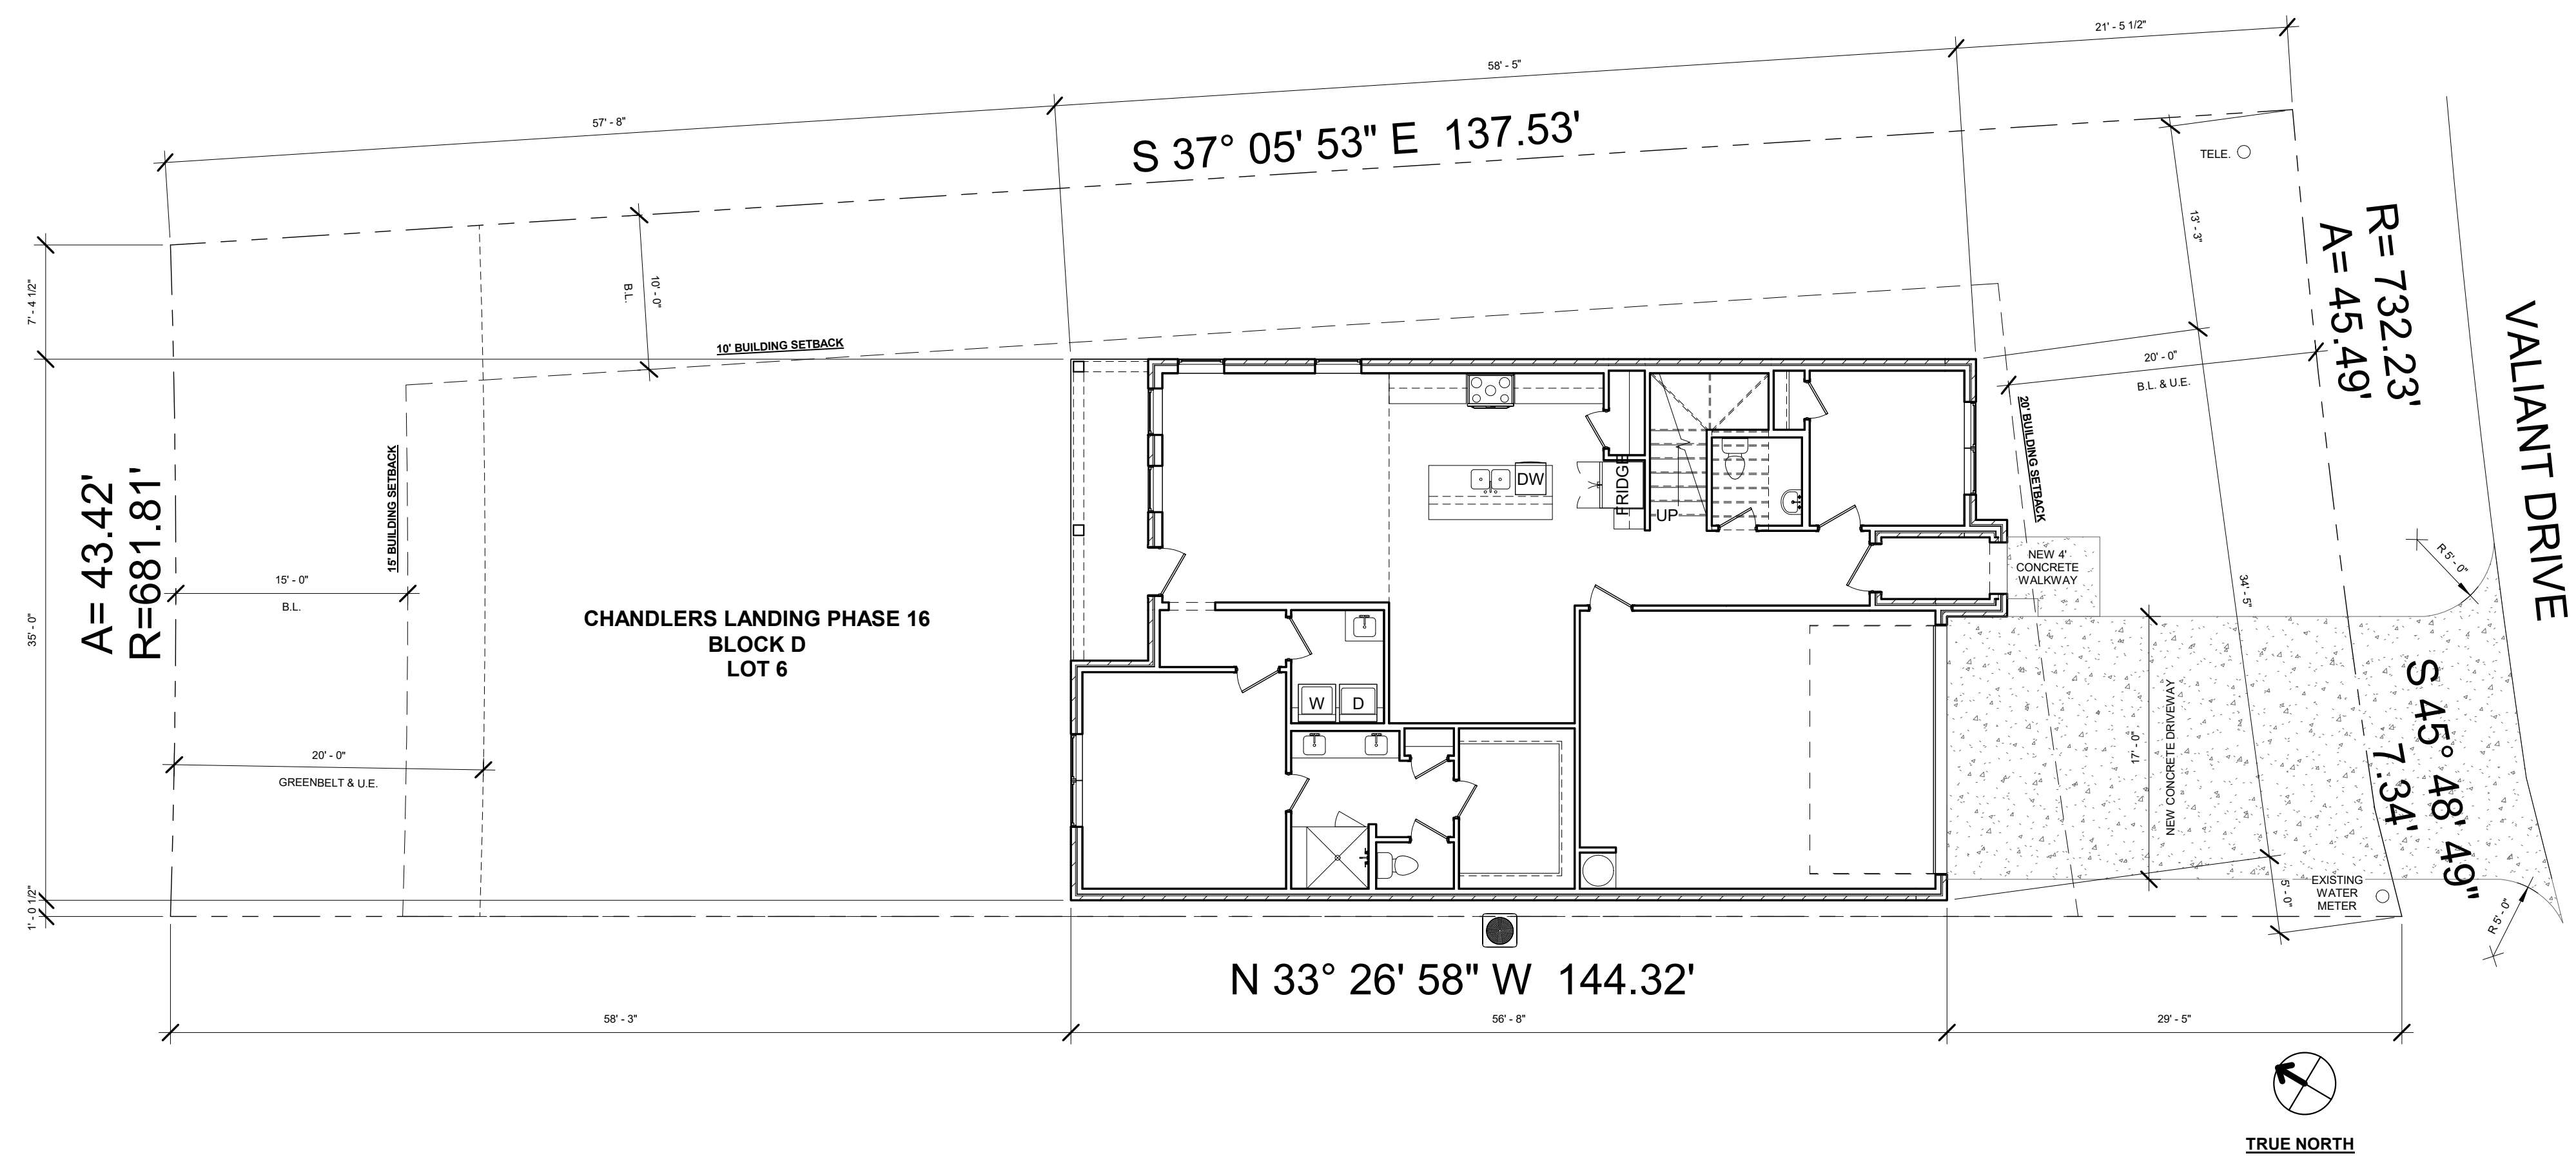 21' - 5 1/2"
58' - 5"
57' - 8"
S 37° 05' 53" E 137.53'
TELE.
13' - 3"
R= 732.23'
A= 45.49'
VALIANT DRIVE
7' - 4 1/2"
B.L.
10' - 0"
10' BUILDING SETBACK
20' - 0"
B.L. & U.E.
20' BUILDING SETBACK
15' BUILDING SETBACK
A= 43.42'
R=681.81'
DW
FRIDGE
UP
R 5' - 0"
NEW 4'
CONCRETE
WALKWAY
15' - 0"
B.L.
34' - 5"
35' - 0"
CHANDLERS LANDING PHASE 16
BLOCK D
LOT 6
W
D
S 45° 48' 49"
7.34'
17' - 0"
NEW CONCRETE DRIVEWAY
20' - 0"
GREENBELT & U.E.
1' - 0 1/2"
5' - 0"
EXISTING
WATER
METER
R 5' - 0"
N 33° 26' 58" W 144.32'
58' - 3"
56' - 8"
29' - 5"
TRUE NORTH